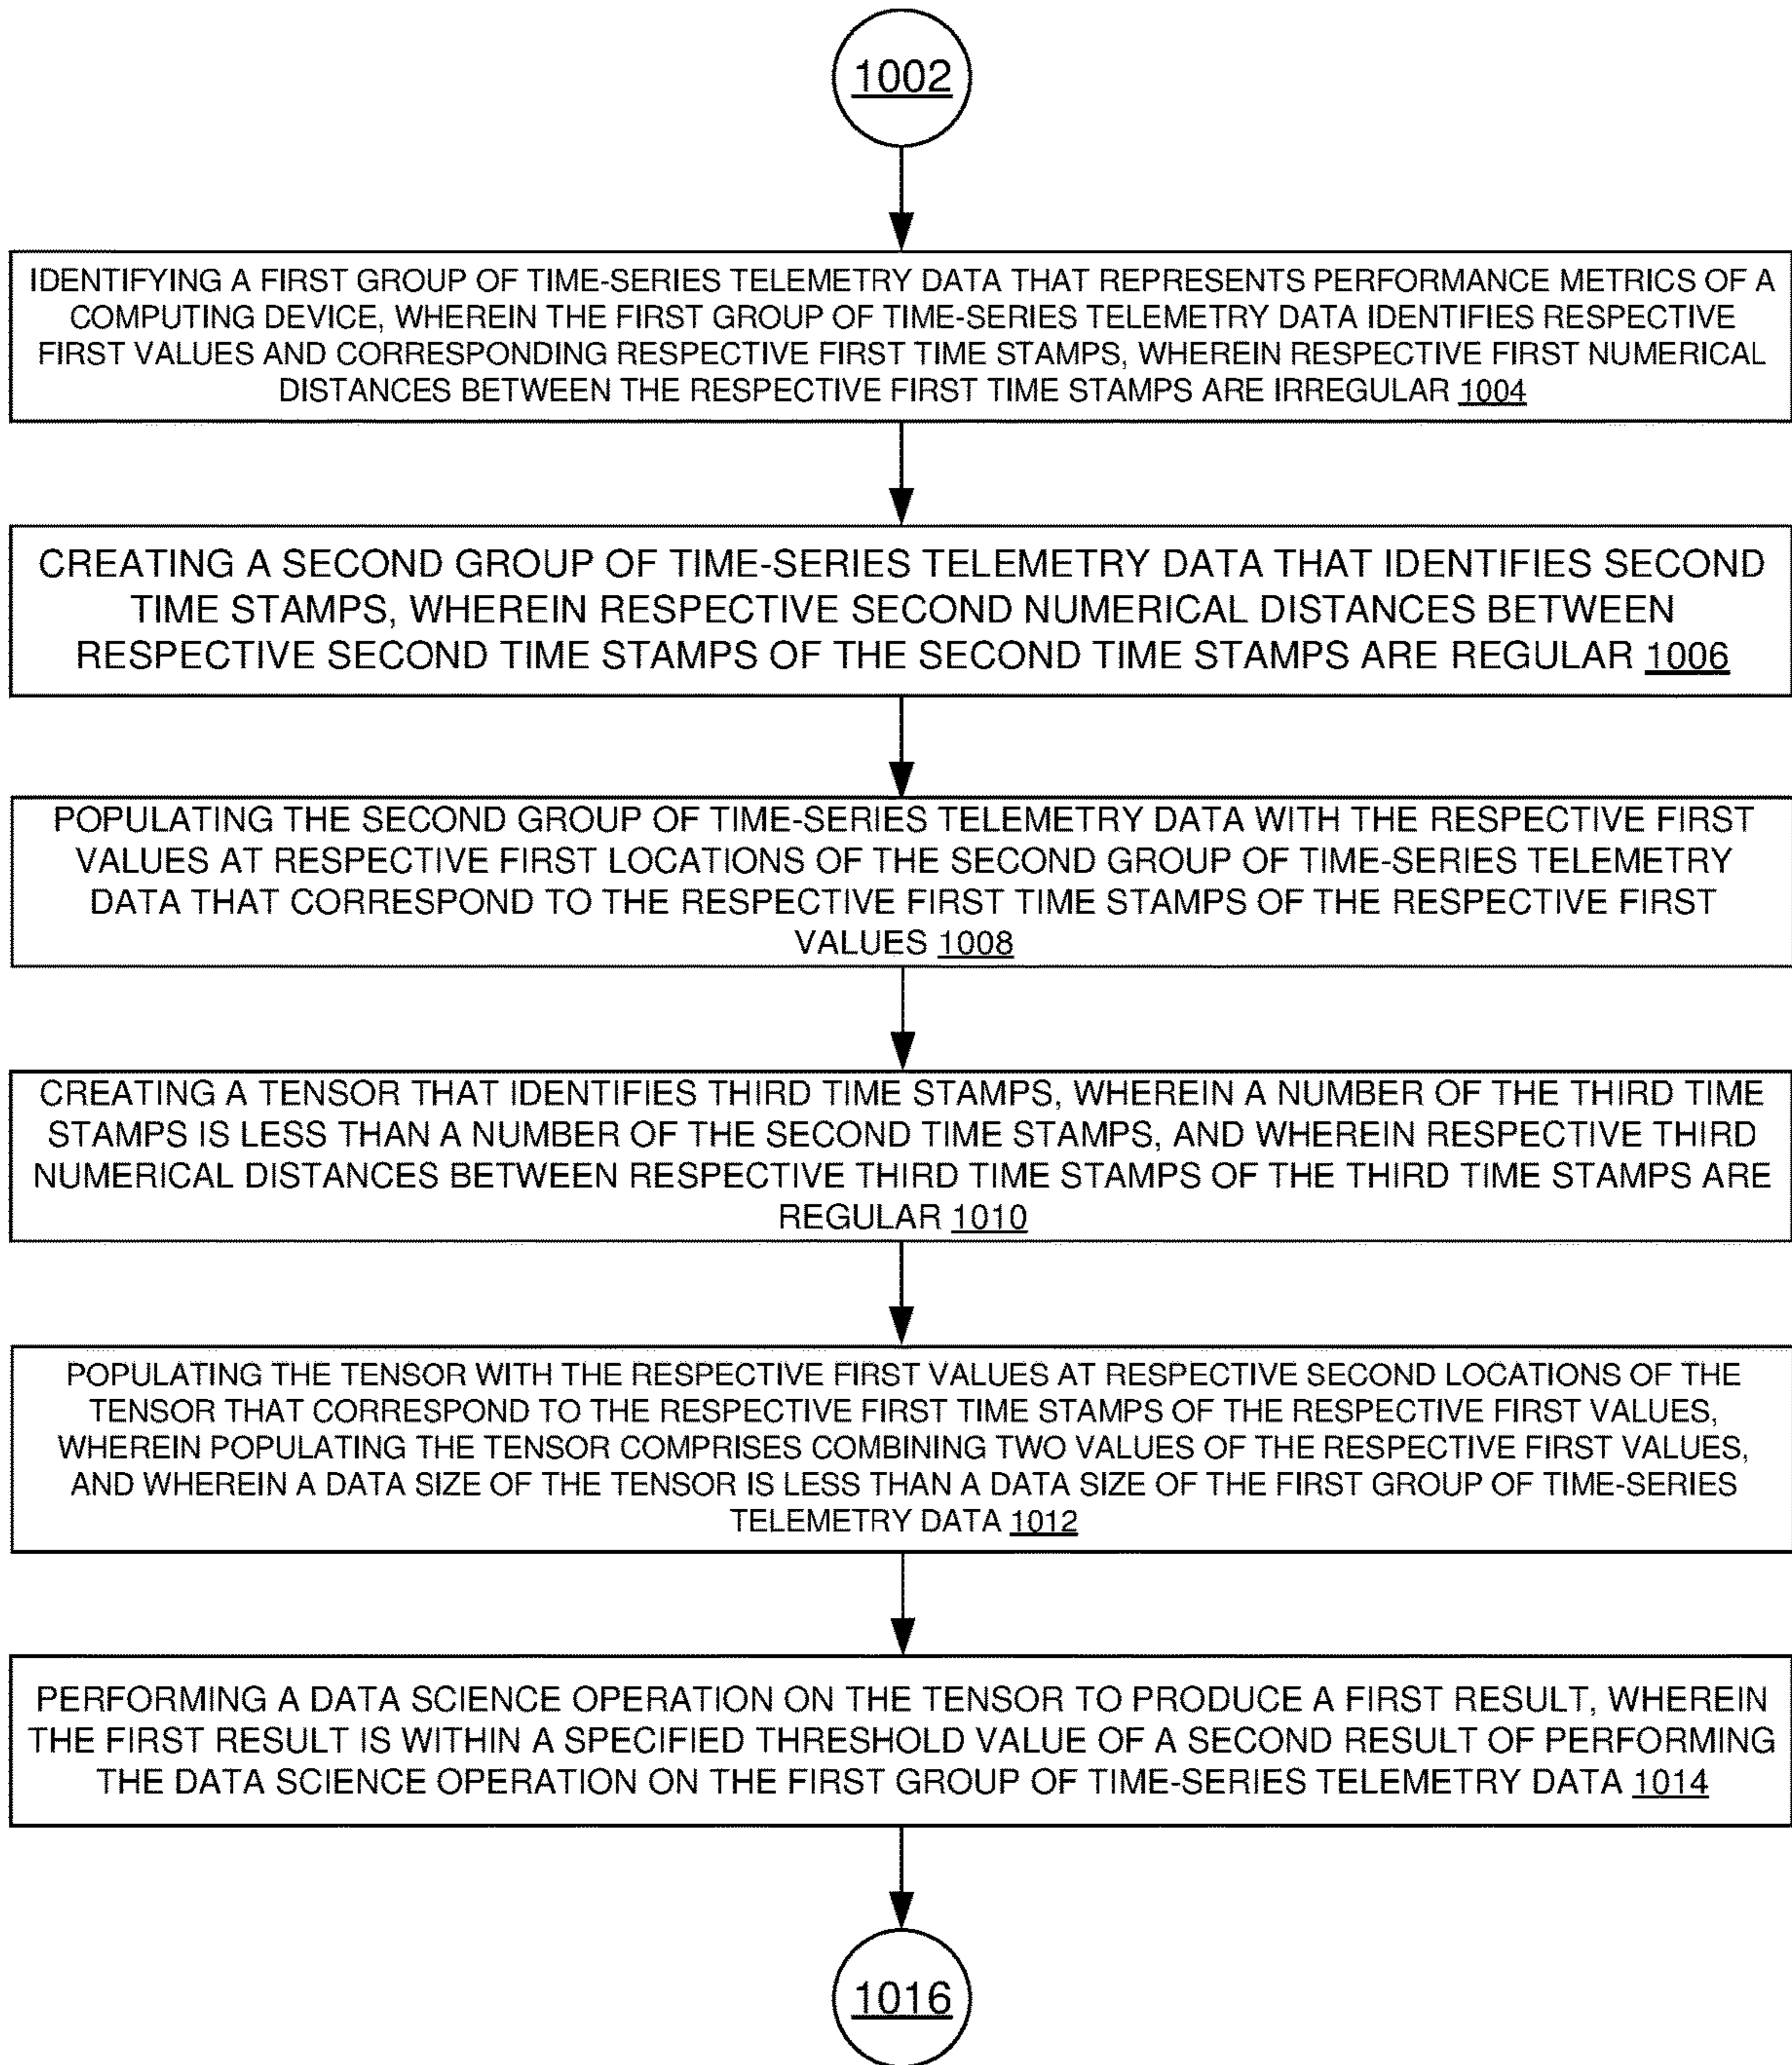 1002
IDENTIFYING A FIRST GROUP OF TIME-SERIES TELEMETRY DATA THAT REPRESENTS PERFORMANCE METRICS OF A
COMPUTING DEVICE, WHEREIN THE FIRST GROUP OF TIME-SERIES TELEMETRY DATA IDENTIFIES RESPECTIVE
FIRST VALUES AND CORRESPONDING RESPECTIVE FIRST TIME STAMPS, WHEREIN RESPECTIVE FIRST NUMERICAL
DISTANCES BETWEEN THE RESPECTIVE FIRST TIME STAMPS ARE IRREGULAR 1004
CREATING A SECOND GROUP OF TIME-SERIES TELEMETRY DATA THAT IDENTIFIES SECOND
TIME STAMPS, WHEREIN RESPECTIVE SECOND NUMERICAL DISTANCES BETWEEN
RESPECTIVE SECOND TIME STAMPS OF THE SECOND TIME STAMPS ARE REGULAR 1006
POPULATING THE SECOND GROUP OF TIME-SERIES TELEMETRY DATA WITH THE RESPECTIVE FIRST
VALUES AT RESPECTIVE FIRST LOCATIONS OF THE SECOND GROUP OF TIME-SERIES TELEMETRY
DATA THAT CORRESPOND TO THE RESPECTIVE FIRST TIME STAMPS OF THE RESPECTIVE FIRST
VALUES 1008
CREATING A TENSOR THAT IDENTIFIES THIRD TIME STAMPS, WHEREIN A NUMBER OF THE THIRD TIME
STAMPS IS LESS THAN A NUMBER OF THE SECOND TIME STAMPS, AND WHEREIN RESPECTIVE THIRD
NUMERICAL DISTANCES BETWEEN RESPECTIVE THIRD TIME STAMPS OF THE THIRD TIME STAMPS ARE
REGULAR 1010
POPULATING THE TENSOR WITH THE RESPECTIVE FIRST VALUES AT RESPECTIVE SECOND LOCATIONS OF THE
TENSOR THAT CORRESPOND TO THE RESPECTIVE FIRST TIME STAMPS OF THE RESPECTIVE FIRST VALUES,
WHEREIN POPULATING THE TENSOR COMPRISES COMBINING TWO VALUES OF THE RESPECTIVE FIRST VALUES,
AND WHEREIN A DATA SIZE OF THE TENSOR IS LESS THAN A DATA SIZE OF THE FIRST GROUP OF TIME-SERIES
TELEMETRY DATA 1012
PERFORMING A DATA SCIENCE OPERATION ON THE TENSOR TO PRODUCE A FIRST RESULT, WHEREIN
THE FIRST RESULT IS WITHIN A SPECIFIED THRESHOLD VALUE OF A SECOND RESULT OF PERFORMING
THE DATA SCIENCE OPERATION ON THE FIRST GROUP OF TIME-SERIES TELEMETRY DATA 1014
1016